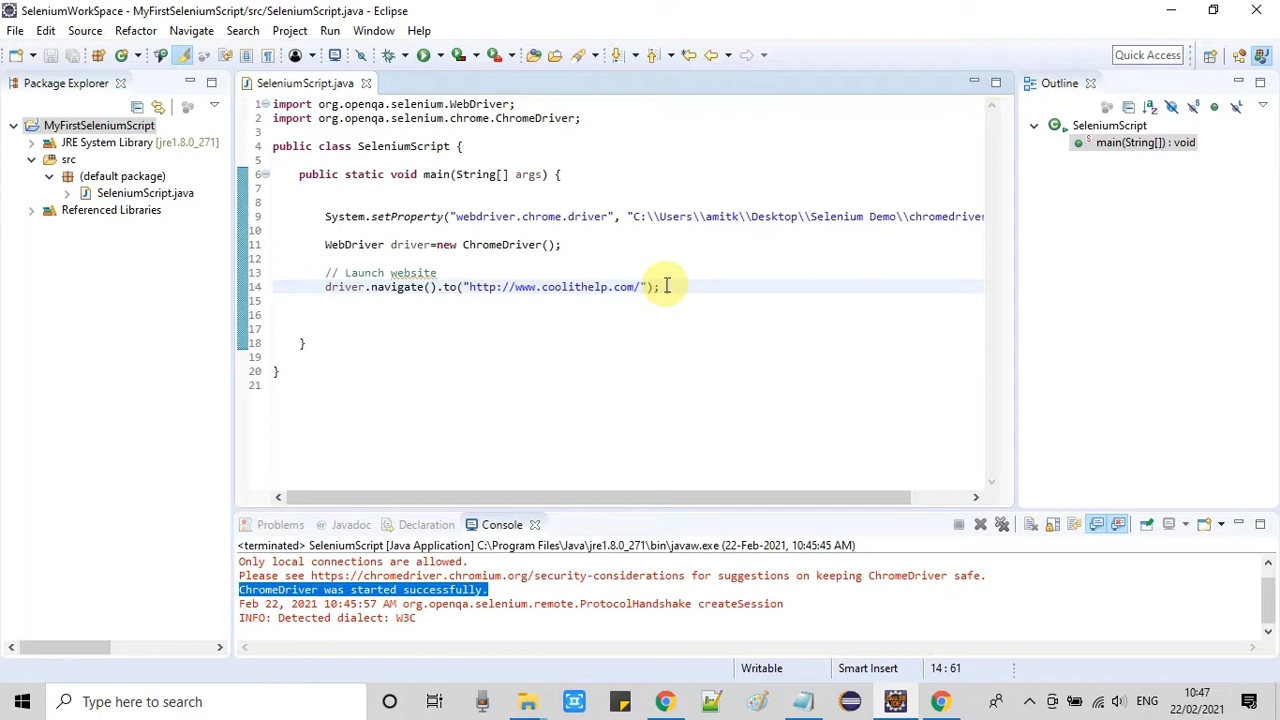 SeleniumWorkSpace - MyFirstSeleniumScript/src/SeleniumScript.java - Eclipse
File Edit Source Refactor Navigate Search Project Run Window Help
Quick Access
Package Explorer
MyFirstSeleniumScript
JRE System Library [jre1.8.0_271]
src
(default package)
SeleniumScript.java
Referenced Libraries
SeleniumScript.java
1 import org.openqa.selenium.WebDriver;
2 import org.openqa.selenium.chrome.ChromeDriver;
3
4 public class SeleniumScript {
5
6 public static void main(String[] args) {
7
8
9 System.setProperty("webdriver.chrome.driver", "C:\\Users\\amitk\\Desktop\\Selenium Demo\\chromedriver
10
11 WebDriver driver=new ChromeDriver();
12
13 // Launch website
14 driver.navigate().to("http://www.coolithelp.com/");
15
16
17
18 }
19
20 }
21
Outline
SeleniumScript
main(String[]) : void
Problems Javadoc Declaration Console
<terminated> SeleniumScript [Java Application] C:\Program Files\Java\jre1.8.0_271\bin\javaw.exe (22-Feb-2021, 10:45:45 AM)
Only local connections are allowed.
Please see https://chromedriver.chromium.org/security-considerations for suggestions on keeping ChromeDriver safe.
ChromeDriver was started successfully.
Feb 22, 2021 10:45:57 AM org.openqa.selenium.remote.ProtocolHandshake createSession
INFO: Detected dialect: W3C
Writable Smart Insert 14 : 61
Type here to search
ENG
10:47
22/02/2021